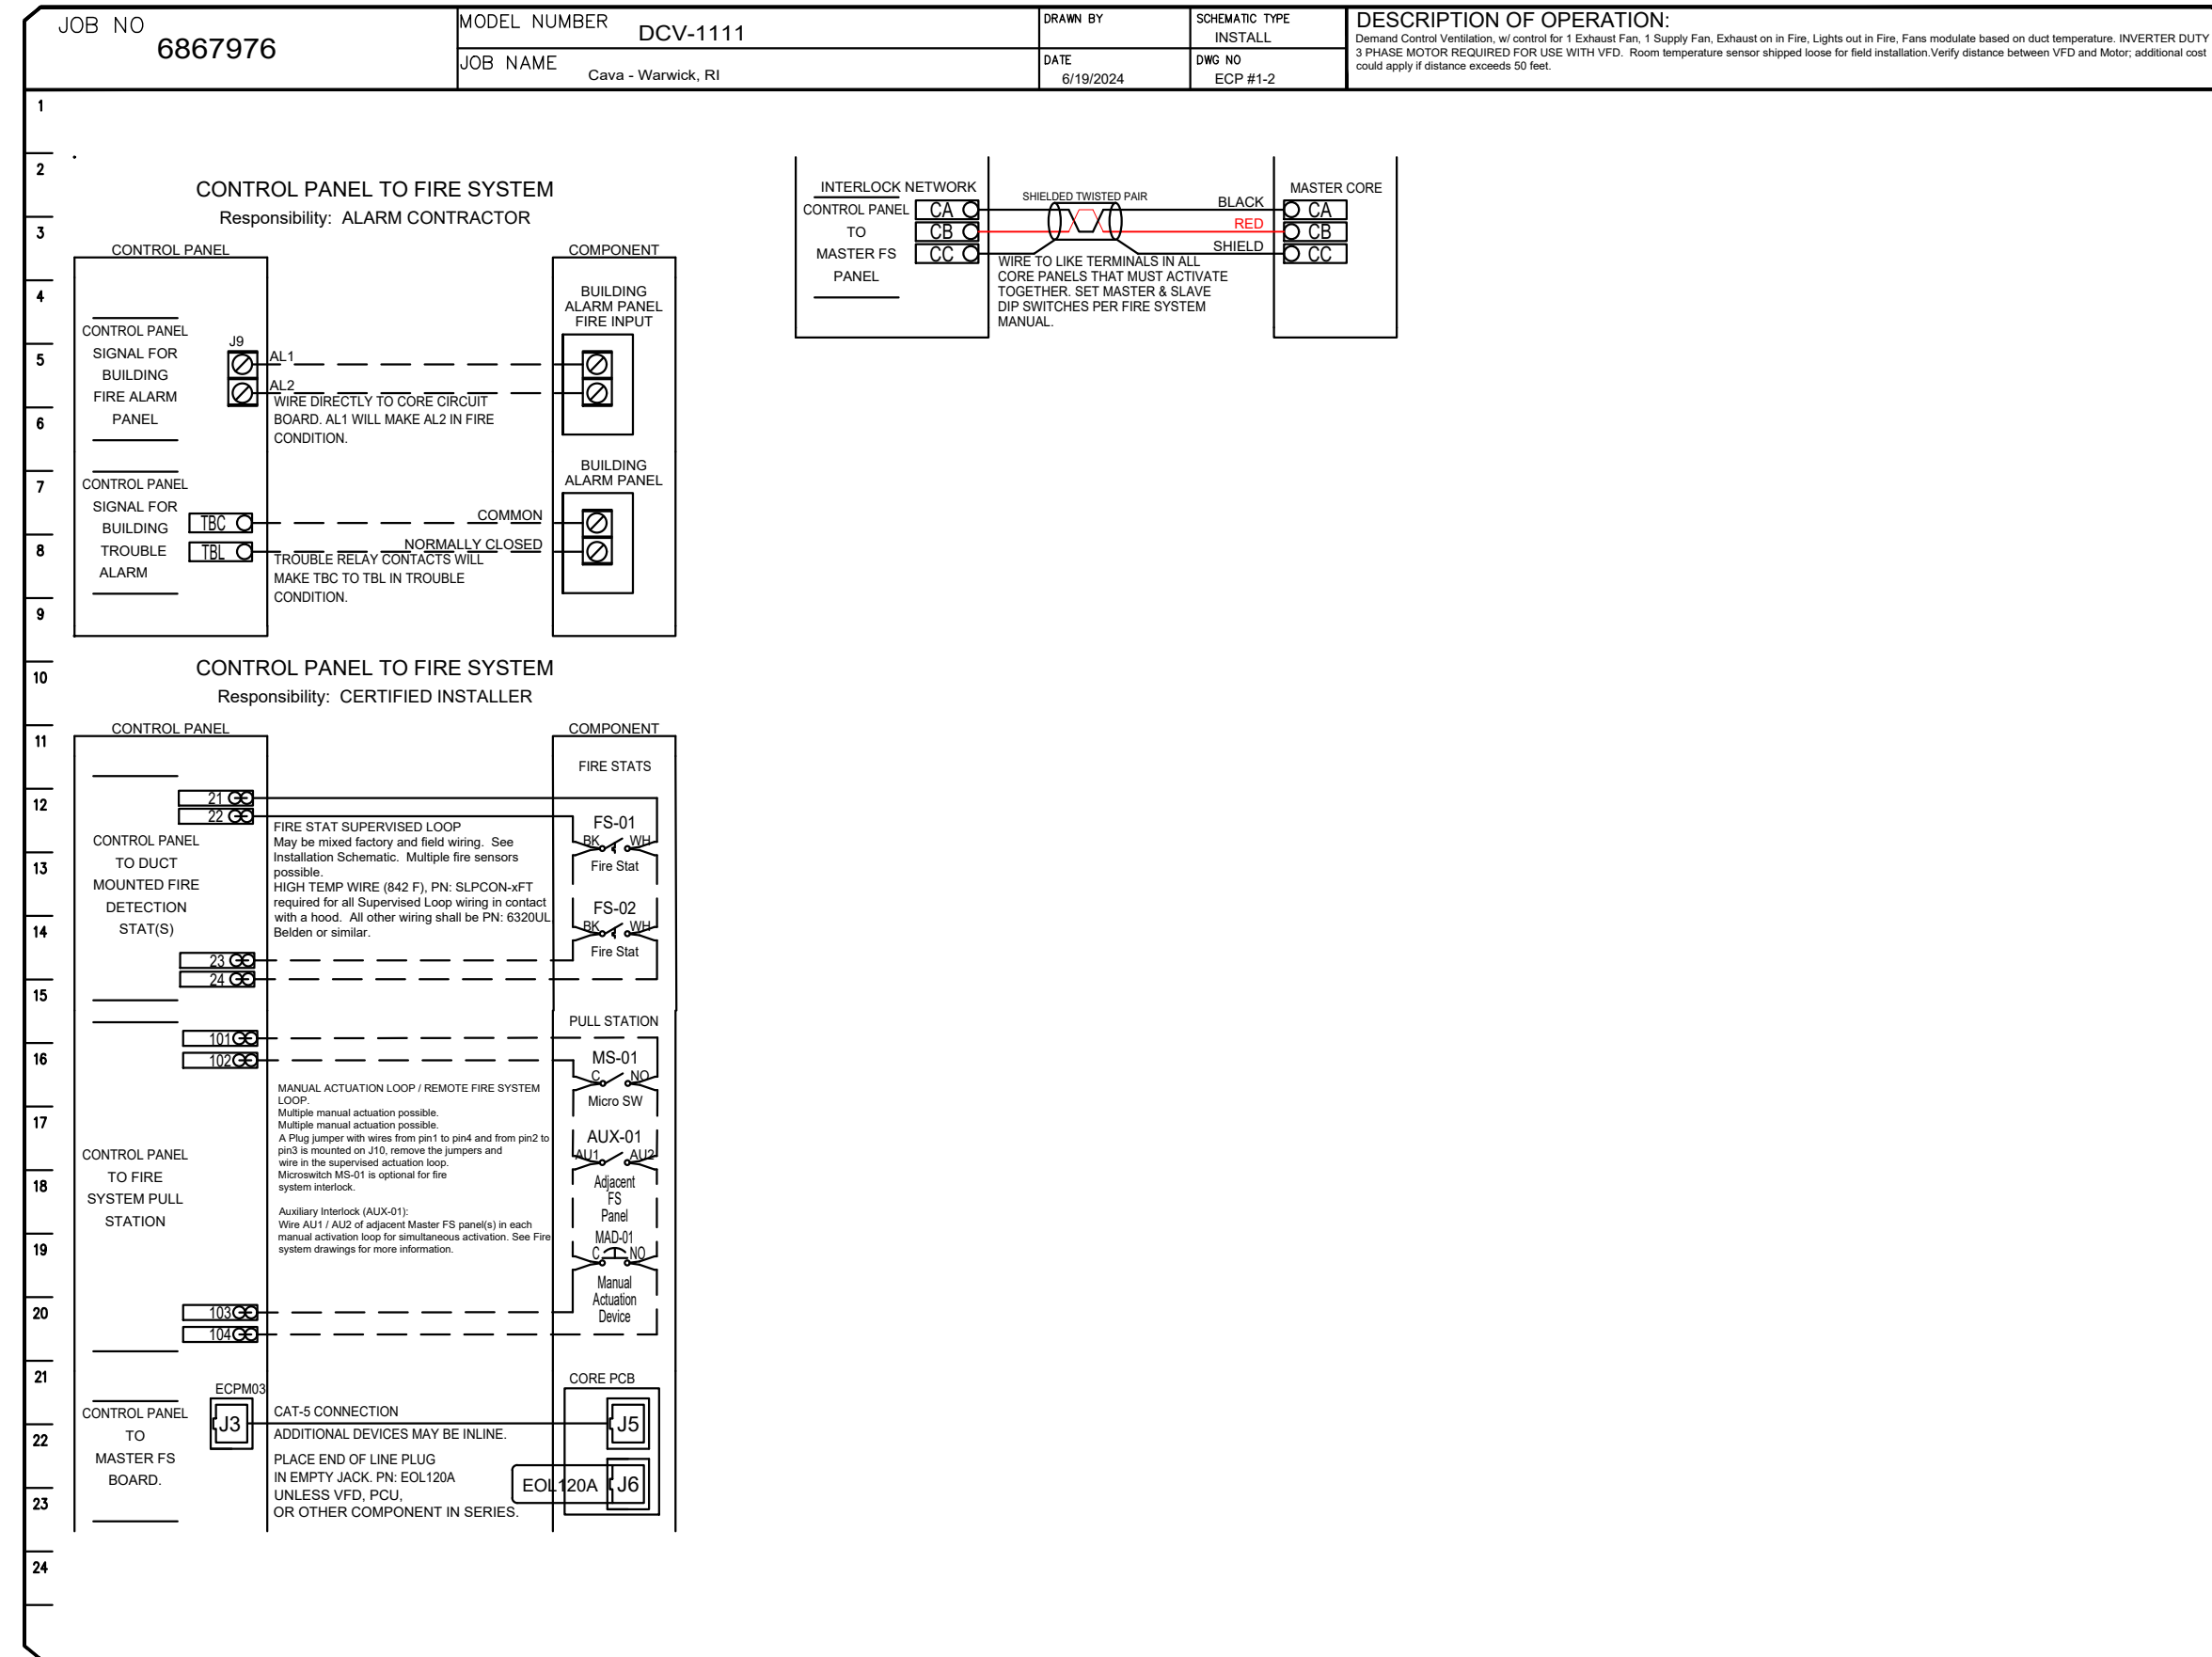 JOB NO
6867976
MODEL NUMBER
DCV-1111
JOB NAME
Cava - Warwick, RI
DRAWN BY
DATE
6/19/2024
SCHEMATIC TYPE
INSTALL
DWG NO
ECP #1-2
DESCRIPTION OF OPERATION:
Demand Control Ventilation, w/ control for 1 Exhaust Fan, 1 Supply Fan, Exhaust on in Fire, Lights out in Fire, Fans modulate based on duct temperature. INVERTER DUTY
3 PHASE MOTOR REQUIRED FOR USE WITH VFD.  Room temperature sensor shipped loose for field installation.Verify distance between VFD and Motor; additional cost
could apply if distance exceeds 50 feet.
1
2
3
4
5
6
7
8
9
10
11
12
13
14
15
16
17
18
19
20
21
22
23
24
CONTROL PANEL TO FIRE SYSTEM
Responsibility:  ALARM CONTRACTOR
CONTROL PANEL
COMPONENT
CONTROL PANEL
SIGNAL FOR
BUILDING
FIRE ALARM
PANEL
J9
AL1
AL2
WIRE DIRECTLY TO CORE CIRCUIT
BOARD. AL1 WILL MAKE AL2 IN FIRE
CONDITION.
BUILDING
ALARM PANEL
FIRE INPUT
CONTROL PANEL
SIGNAL FOR
BUILDING
TROUBLE
ALARM
TBC
TBL
COMMON
NORMALLY CLOSED
TROUBLE RELAY CONTACTS WILL
MAKE TBC TO TBL IN TROUBLE
CONDITION.
BUILDING
ALARM PANEL
INTERLOCK NETWORK
CONTROL PANEL
TO
MASTER FS
PANEL
CA
CB
CC
SHIELDED TWISTED PAIR
BLACK
RED
SHIELD
WIRE TO LIKE TERMINALS IN ALL
CORE PANELS THAT MUST ACTIVATE
TOGETHER. SET MASTER & SLAVE
DIP SWITCHES PER FIRE SYSTEM
MANUAL.
MASTER CORE
CA
CB
CC
CONTROL PANEL TO FIRE SYSTEM
Responsibility:  CERTIFIED INSTALLER
CONTROL PANEL
COMPONENT
CONTROL PANEL
TO DUCT
MOUNTED FIRE
DETECTION
STAT(S)
21
22
23
24
FIRE STAT SUPERVISED LOOP
May be mixed factory and field wiring.  See
Installation Schematic.  Multiple fire sensors
possible.
HIGH TEMP WIRE (842 F), PN: SLPCON-xFT
required for all Supervised Loop wiring in contact
with a hood.  All other wiring shall be PN: 6320UL
Belden or similar.
FIRE STATS
FS-01
BK
WH
Fire Stat
FS-02
BK
WH
Fire Stat
CONTROL PANEL
TO FIRE
SYSTEM PULL
STATION
101
102
103
104
MANUAL ACTUATION LOOP / REMOTE FIRE SYSTEM
LOOP.
Multiple manual actuation possible.
Multiple manual actuation possible.
A Plug jumper with wires from pin1 to pin4 and from pin2 to
pin3 is mounted on J10, remove the jumpers and
wire in the supervised actuation loop.
Microswitch MS-01 is optional for fire
system interlock.
Auxiliary Interlock (AUX-01):
Wire AU1 / AU2 of adjacent Master FS panel(s) in each
manual activation loop for simultaneous activation. See Fire
system drawings for more information.
PULL STATION
MS-01
C
NO
Micro SW
AUX-01
AU1
AU2
Adjacent
FS
Panel
MAD-01
C
NO
Manual
Actuation
Device
CONTROL PANEL
TO
MASTER FS
BOARD.
ECPM03
J3
CAT-5 CONNECTION
ADDITIONAL DEVICES MAY BE INLINE.
PLACE END OF LINE PLUG
IN EMPTY JACK. PN: EOL120A
UNLESS VFD, PCU,
OR OTHER COMPONENT IN SERIES.
CORE PCB
J5
EOL120A
J6